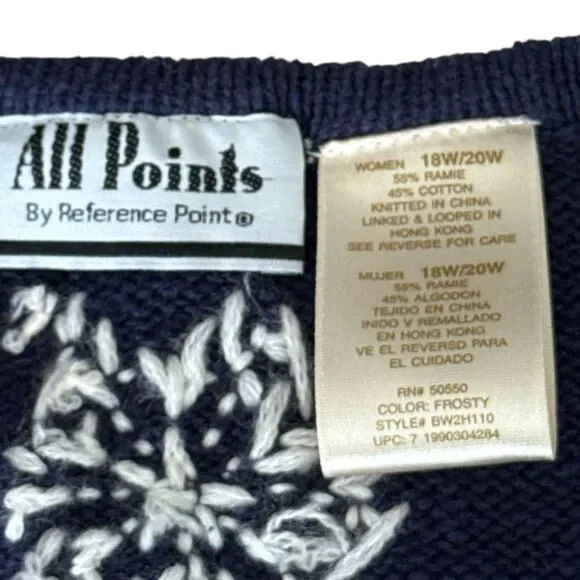 All Points
By Reference Point®
WOMEN 18W/20W
55% RAMIE
45% COTTON
KNITTED IN CHINA
LINKED & LOOPED IN
HONG KONG
SEE REVERSE FOR CARE
MUJER 18W/20W
55% RAMIE
45% ALGODON
TEJIDO EN CHINA
INIDO V REMALLADO
EN HONG KONG
VE EL REVERSD PARA
EL CUIDADO
RN# 50550
COLOR: FROSTY
STYLE# BW2H110
UPC: 7 1990304284